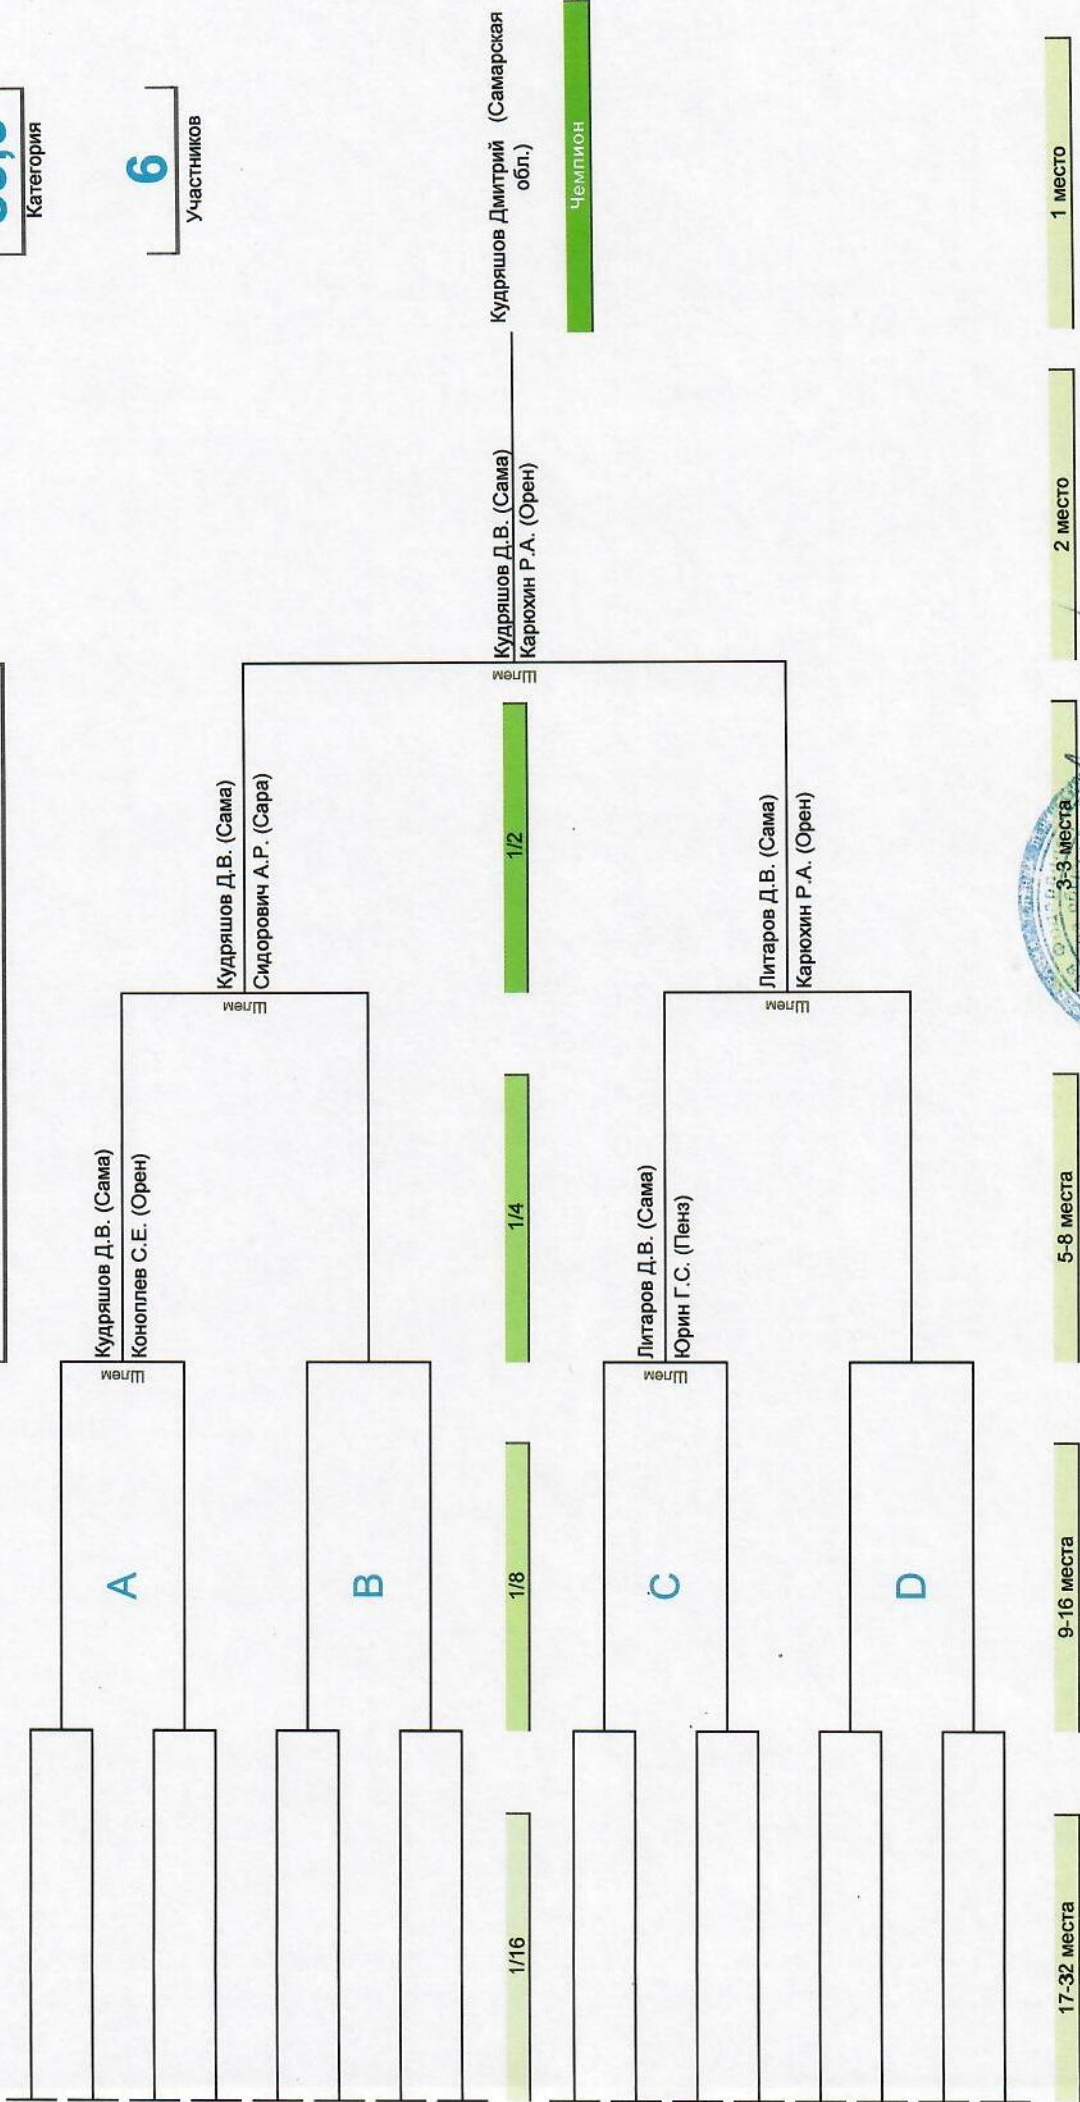 Категория
6
Участников
Кудряшов Д.В. (Сама)
Коноплев С.Е. (Орен)
Шлем
A
Кудряшов Д.В. (Сама)
Сидорович А.Р. (Сара)
Шлем
B
Кудряшов Дмитрий (Самарская
обл.)
Кудряшов Д.В. (Сама)
Карюхин Р.А. (Орен)
Шлем
1/16
1/8
1/4
1/2
Чемпион
Литаров Д.В. (Сама)
Юрин Г.С. (Пенз)
Шлем
C
Литаров Д.В. (Сама)
Карюхин Р.А. (Орен)
Шлем
D
17-32 места
9-16 места
5-8 места
3-3 места
2 место
1 место